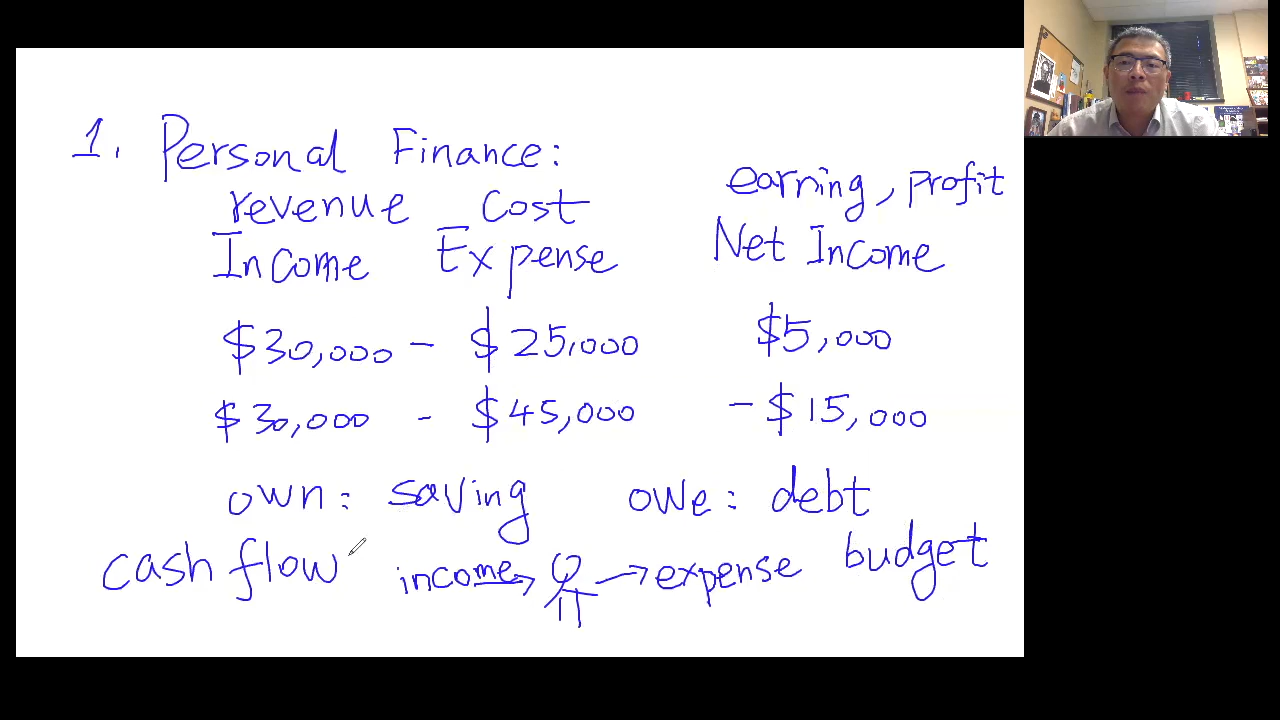 1. Personal Finance:
earning, profit
revenue cost
Income Expense Net Income
$30,000 - $25,000 $5,000
$30,000 - $45,000 -$15,000
own: saving owe: debt
cash flow income → → expense budget